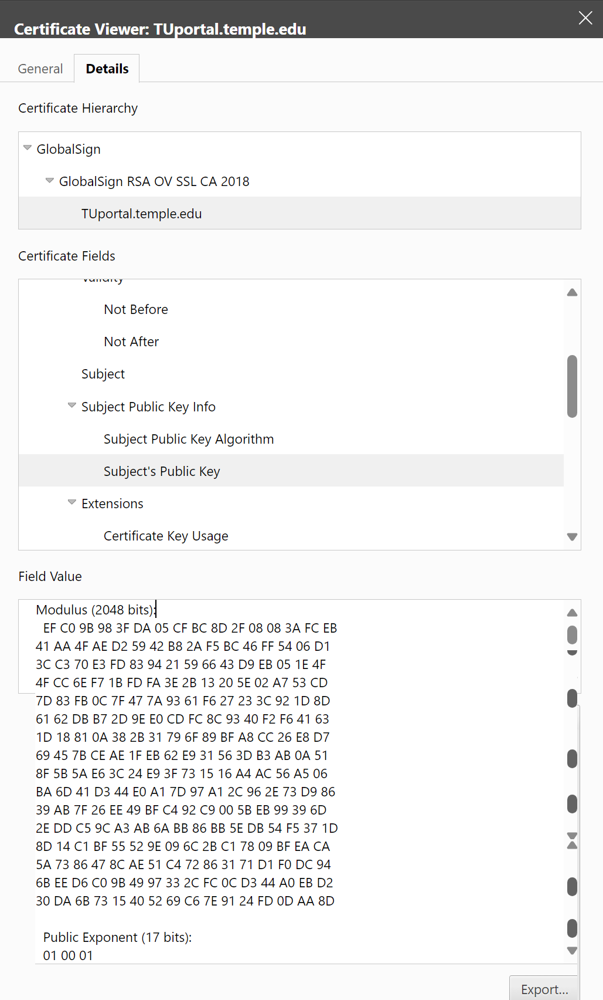 Certificate Viewer: TUportal.temple.edu
General Details
Certificate Hierarchy
GlobalSign
GlobalSign RSA OV SSL CA 2018
TUportal.temple.edu
Certificate Fields
Validity
Not Before
Not After
Subject
Subject Public Key Info
Subject Public Key Algorithm
Subject's Public Key
Extensions
Certificate Key Usage
Field Value
Modulus (2048 bits):
EF C0 9B 98 3F DA 05 CF BC 8D 2F 08 08 3A FC EB
41 AA 4F AE D2 59 42 B8 2A F5 BC 46 FF 54 06 D1
3C C3 70 E3 FD 83 94 21 59 66 43 D9 EB 05 1E 4F
4F CC 6E F7 1B FD FA 3E 2B 13 20 5E 02 A7 53 CD
7D 83 FB 0C 7F 47 7A 93 61 F6 27 23 3C 92 1D 8D
61 62 DB B7 2D 9E E0 CD FC 8C 93 40 F2 F6 41 63
1D 18 81 0A 38 2B 31 79 6F 89 BF A8 CC 26 E8 D7
69 45 7B CE AE 1F EB 62 E9 31 56 3D B3 AB 0A 51
8F 5B 5A E6 3C 24 E9 3F 73 15 16 A4 AC 56 A5 06
BA 6D 41 D3 44 E0 A1 7D 97 A1 2C 96 2E 73 D9 86
39 AB 7F 26 EE 49 BF C4 92 C9 00 5B EB 99 39 6D
2E DD C5 9C A3 AB 6A BB 86 BB 5E DB 54 F5 37 1D
8D 14 C1 BF 55 52 9E 09 6C 2B C1 78 09 BF EA CA
5A 73 86 47 8C AE 51 C4 72 86 31 71 D1 F0 DC 94
6B EE D6 C0 9B 49 97 33 2C FC 0C D3 44 A0 EB D2
30 DA 6B 73 15 40 52 69 C6 7E 91 24 FD 0D AA 8D
Public Exponent (17 bits):
01 00 01
Export...